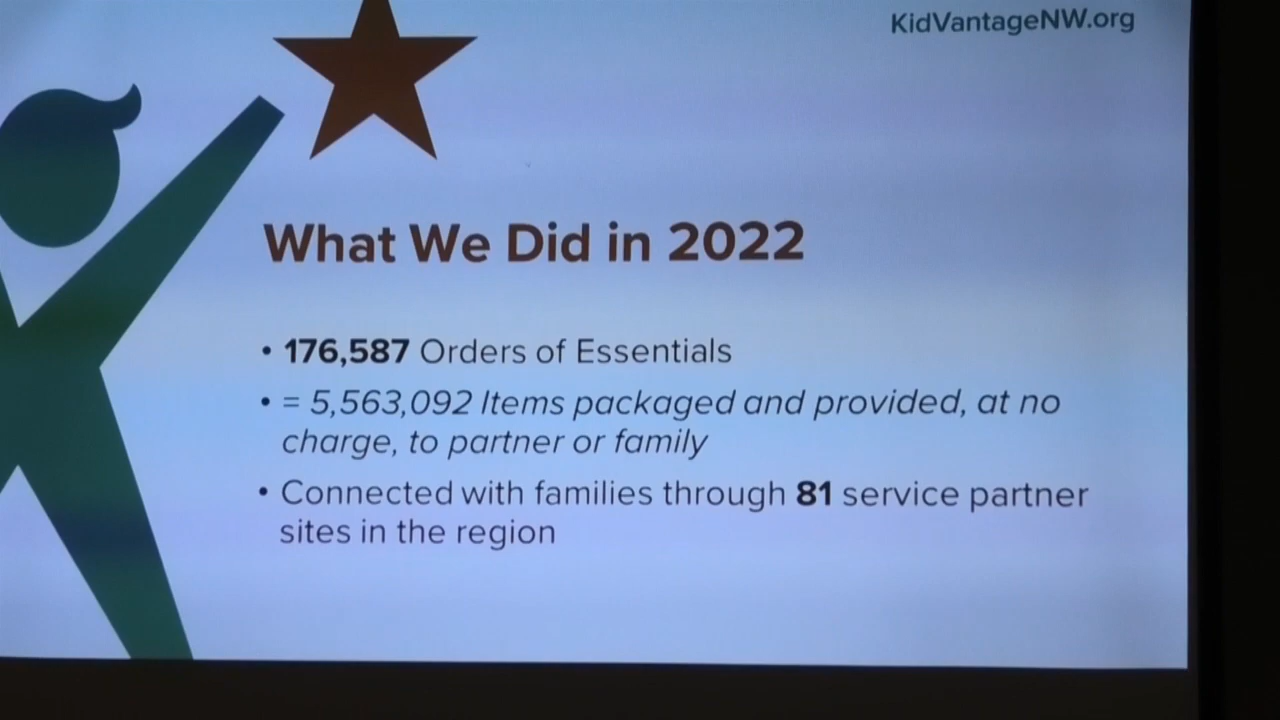 KidVantageNW.org
What We Did in 2022
• 176,587 Orders of Essentials
• = 5,563,092 Items packaged and provided, at no
charge, to partner or family
• Connected with families through 81 service partner
sites in the region